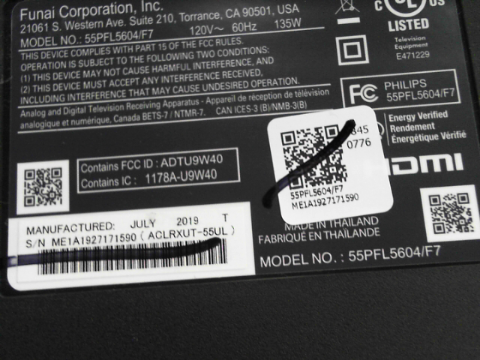 Funai Corporation, Inc.
21061 S. Western Ave. Suite 210, Torrance, CA 90501, USA
MODEL NO. : 55PFL5604/F7 120V~ 60Hz 135W
THIS DEVICE COMPLIES WITH PART 15 OF THE FCC RULES.
OPERATION IS SUBJECT TO THE FOLLOWING TWO CONDITIONS:
(1) THIS DEVICE MAY NOT CAUSE HARMFUL INTERFERENCE, AND
(2) THIS DEVICE MUST ACCEPT ANY INTERFERENCE RECEIVED,
INCLUDING INTERFERENCE THAT MAY CAUSE UNDESIRED OPERATION.
Analog and Digital Television Receiving Apparatus - Appareil de réception de télévision
analogique et numérique, Canada BETS-7 / NTMR-7. CAN ICES-3 (B)/NMB-3(B)
c UL US
LISTED
E471229
FC PHILIPS
55PFL5604/F7
Energy Verified
Rendement
Énergétique Vérifié
HDMI
Contains FCC ID : ADTU9W40
Contains IC : 1178A-U9W40
845
0776
55PFL5604/F7
ME1A1927171590
MANUFACTURED: JULY 2019 T
S/N ME1A1927171590 ( ACLRXUT-55UL )
MADE IN THAILAND
FABRIQUÉ EN THAILANDE
MODEL NO. : 55PFL5604/F7